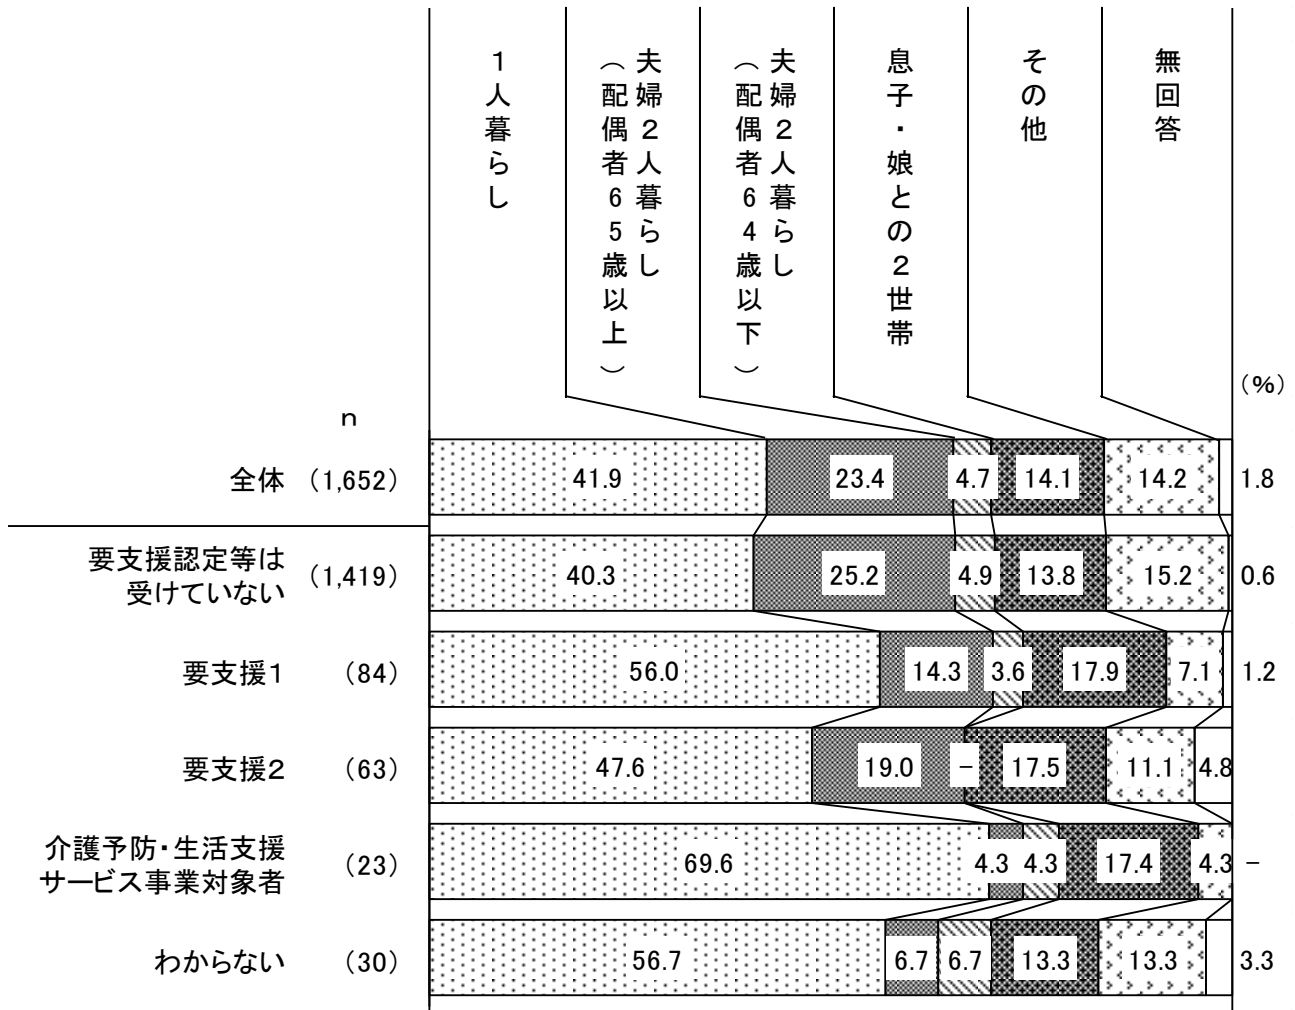 1人暮らし
夫婦2人暮らし
（配偶者65歳以上）
夫婦2人暮らし
（配偶者64歳以下）
息子・娘との2世帯
その他
無回答
(%)
n
全体 (1,652) 41.9 23.4 4.7 14.1 14.2 1.8
要支援認定等は
受けていない (1,419) 40.3 25.2 4.9 13.8 15.2 0.6
要支援1 (84) 56.0 14.3 3.6 17.9 7.1 1.2
要支援2 (63) 47.6 19.0 - 17.5 11.1 4.8
介護予防・生活支援
サービス事業対象者 (23) 69.6 4.3 4.3 17.4 4.3 -
わからない (30) 56.7 6.7 6.7 13.3 13.3 3.3